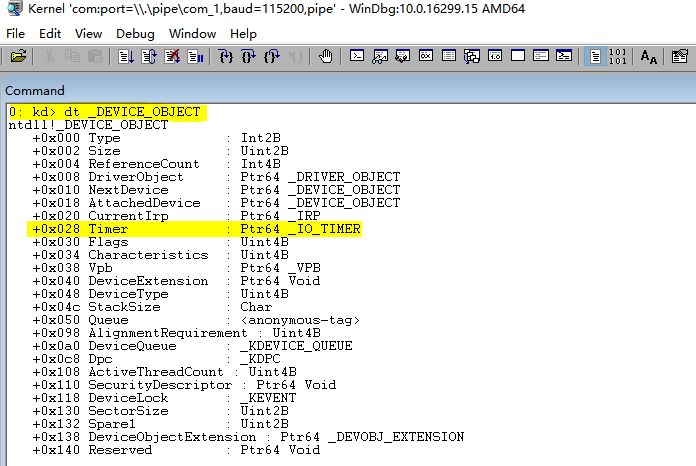 Kernel 'com:port=\\.\pipe\com_1,baud=115200,pipe' - WinDbg:10.0.16299.15 AMD64
File Edit View Debug Window Help
101
101
AA
Command
0: kd> dt _DEVICE_OBJECT
ntdll!_DEVICE_OBJECT
+0x000 Type : Int2B
+0x002 Size : Uint2B
+0x004 ReferenceCount : Int4B
+0x008 DriverObject : Ptr64 _DRIVER_OBJECT
+0x010 NextDevice : Ptr64 _DEVICE_OBJECT
+0x018 AttachedDevice : Ptr64 _DEVICE_OBJECT
+0x020 CurrentIrp : Ptr64 _IRP
+0x028 Timer : Ptr64 _IO_TIMER
+0x030 Flags : Uint4B
+0x034 Characteristics : Uint4B
+0x038 Vpb : Ptr64 _VPB
+0x040 DeviceExtension : Ptr64 Void
+0x048 DeviceType : Uint4B
+0x04c StackSize : Char
+0x050 Queue : <anonymous-tag>
+0x098 AlignmentRequirement : Uint4B
+0x0a0 DeviceQueue : _KDEVICE_QUEUE
+0x0c8 Dpc : _KDPC
+0x108 ActiveThreadCount : Uint4B
+0x110 SecurityDescriptor : Ptr64 Void
+0x118 DeviceLock : _KEVENT
+0x130 SectorSize : Uint2B
+0x132 Spare1 : Uint2B
+0x138 DeviceObjectExtension : Ptr64 _DEVOBJ_EXTENSION
+0x140 Reserved : Ptr64 Void